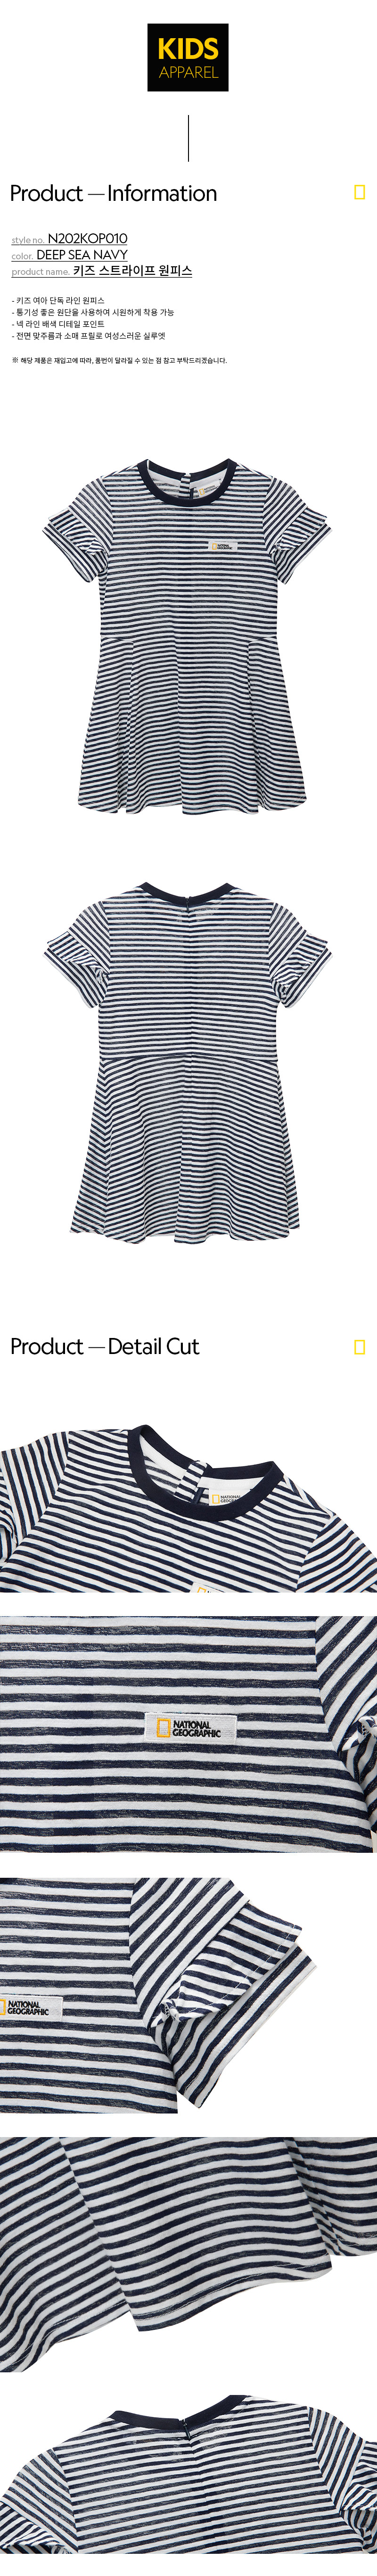 KIDS
APPAREL
Product — Information
style no. N202KOP010
color. DEEP SEA NAVY
product name. 키즈 스트라이프 원피스
- 키즈 여아 단독 라인 원피스
- 통기성 좋은 원단을 사용하여 시원하게 착용 가능
- 넥 라인 배색 디테일 포인트
- 전면 맞주름과 소매 프릴로 여성스러운 실루엣
※ 해당 제품은 재입고에 따라, 품번이 달라질 수 있는 점 참고 부탁드리겠습니다.
NATIONAL
GEOGRAPHIC
Product — Detail Cut
NATIONAL
GEOGRAPHIC
NATIONAL
GEOGRAPHIC
NATIONAL
GEOGRAPHIC